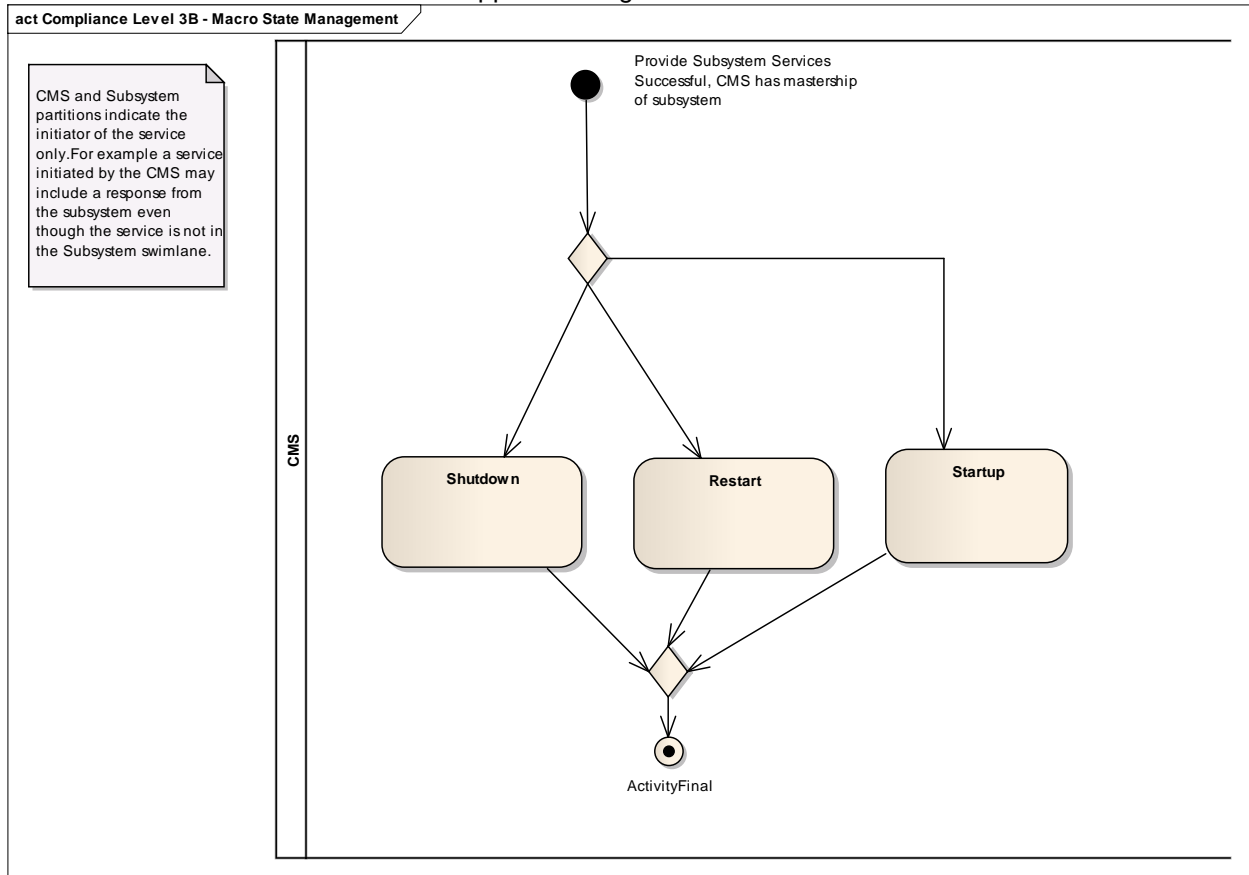 act Compliance Level 3B - Macro State Management
CMS and Subsystem
partitions indicate the
initiator of the service
only.For example a service
initiated by the CMS may
include a response from
the subsystem even
though the service is not in
the Subsystem swimlane.
Provide Subsystem Services
Successful, CMS has mastership
of subsystem
CMS
Shutdown
Restart
Startup
ActivityFinal